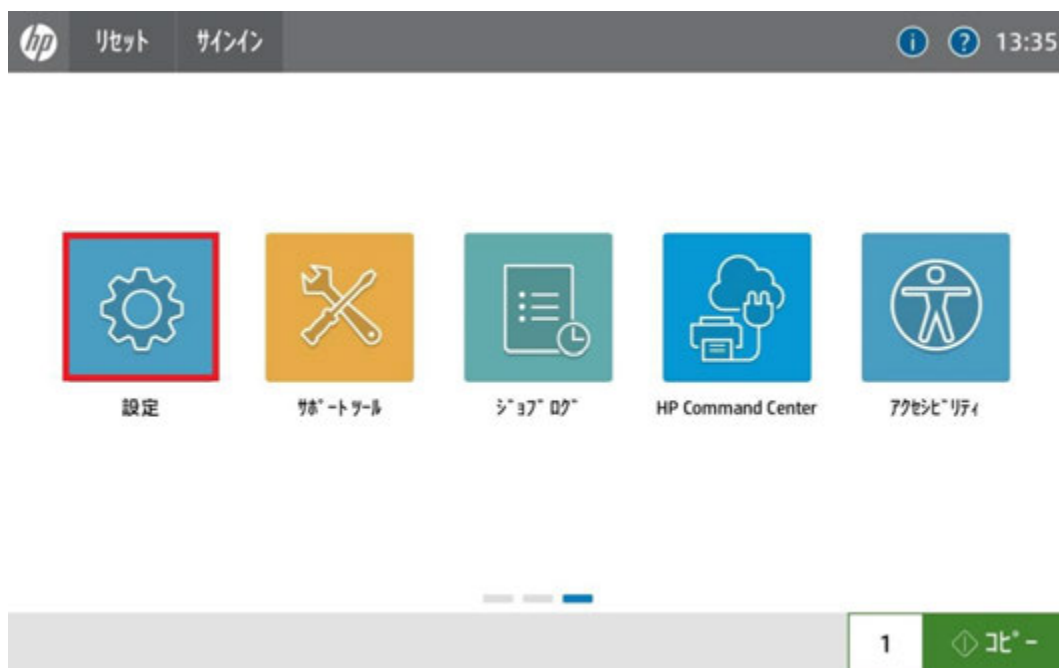 hp ﾘｾｯﾄ ｻｲﾝｲﾝ i ? 13:35
設定 ｻﾎﾟｰﾄ ﾂｰﾙ ｼﾞｮﾌﾞ ﾛｸﾞ HP Command Center ｱｸｾｼﾋﾞﾘﾃｨ
1 ｺﾋﾟｰ